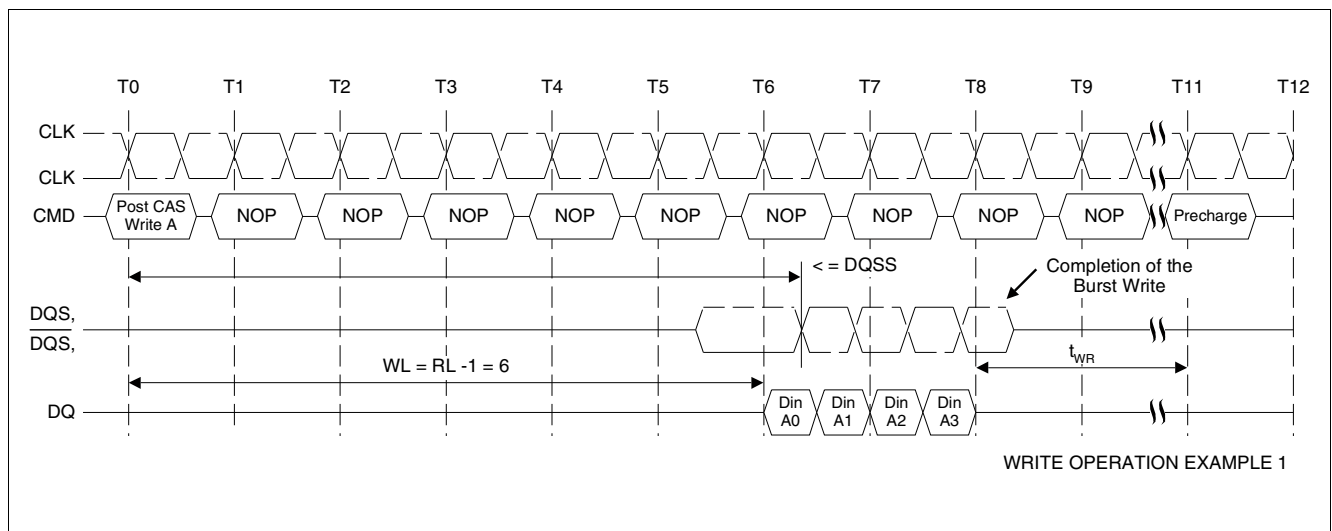 T0 T1 T2 T3 T4 T5 T6 T7 T8 T9 T11 T12
CLK
CLK
CMD
Post CAS
Write A
NOP NOP NOP NOP NOP NOP NOP NOP NOP
Precharge
< = DQSS
Completion of the
Burst Write
DQS,
DQS,
WL = RL -1 = 6
tWR
DQ
Din
A0
Din
A1
Din
A2
Din
A3
WRITE OPERATION EXAMPLE 1